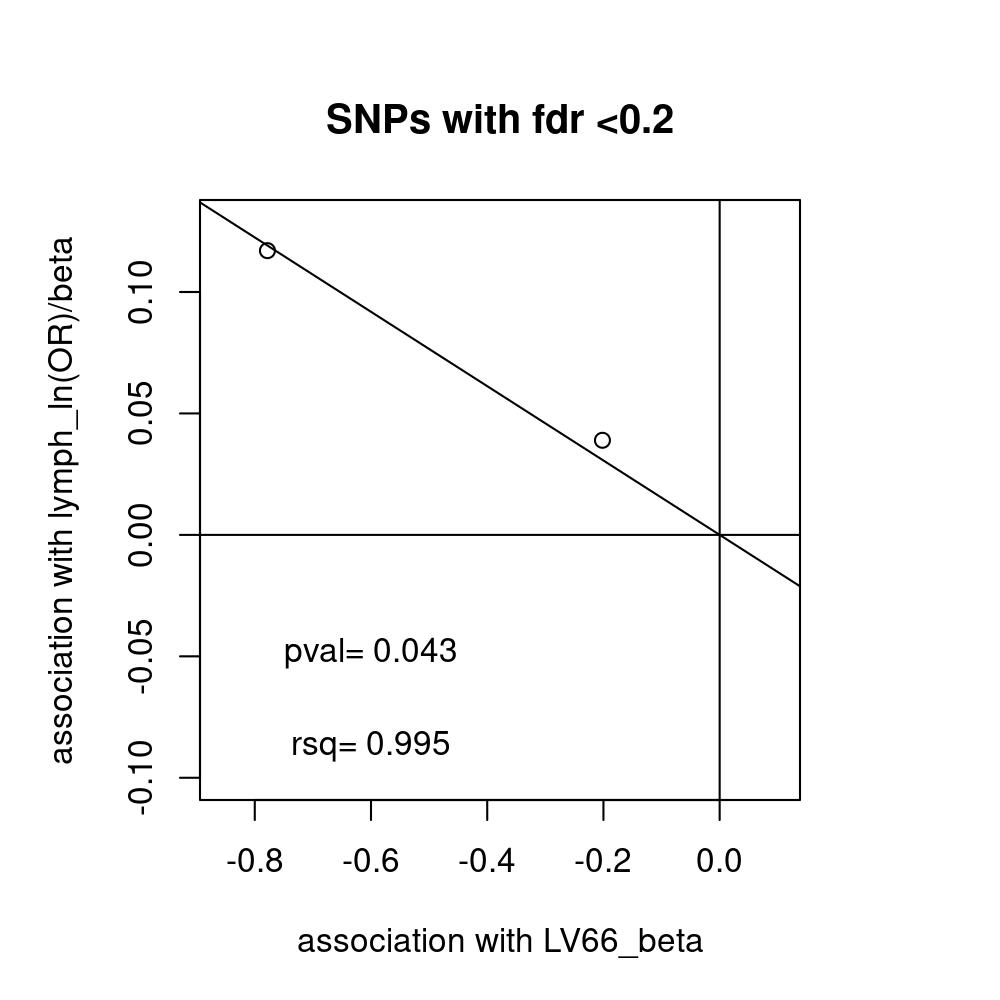 SNPs with fdr <0.2
association with lymph_ln(OR)/beta
0.10
0.05
0.00
-0.05
-0.10
pval= 0.043
rsq= 0.995
-0.8
-0.6
-0.4
-0.2
0.0
association with LV66_beta